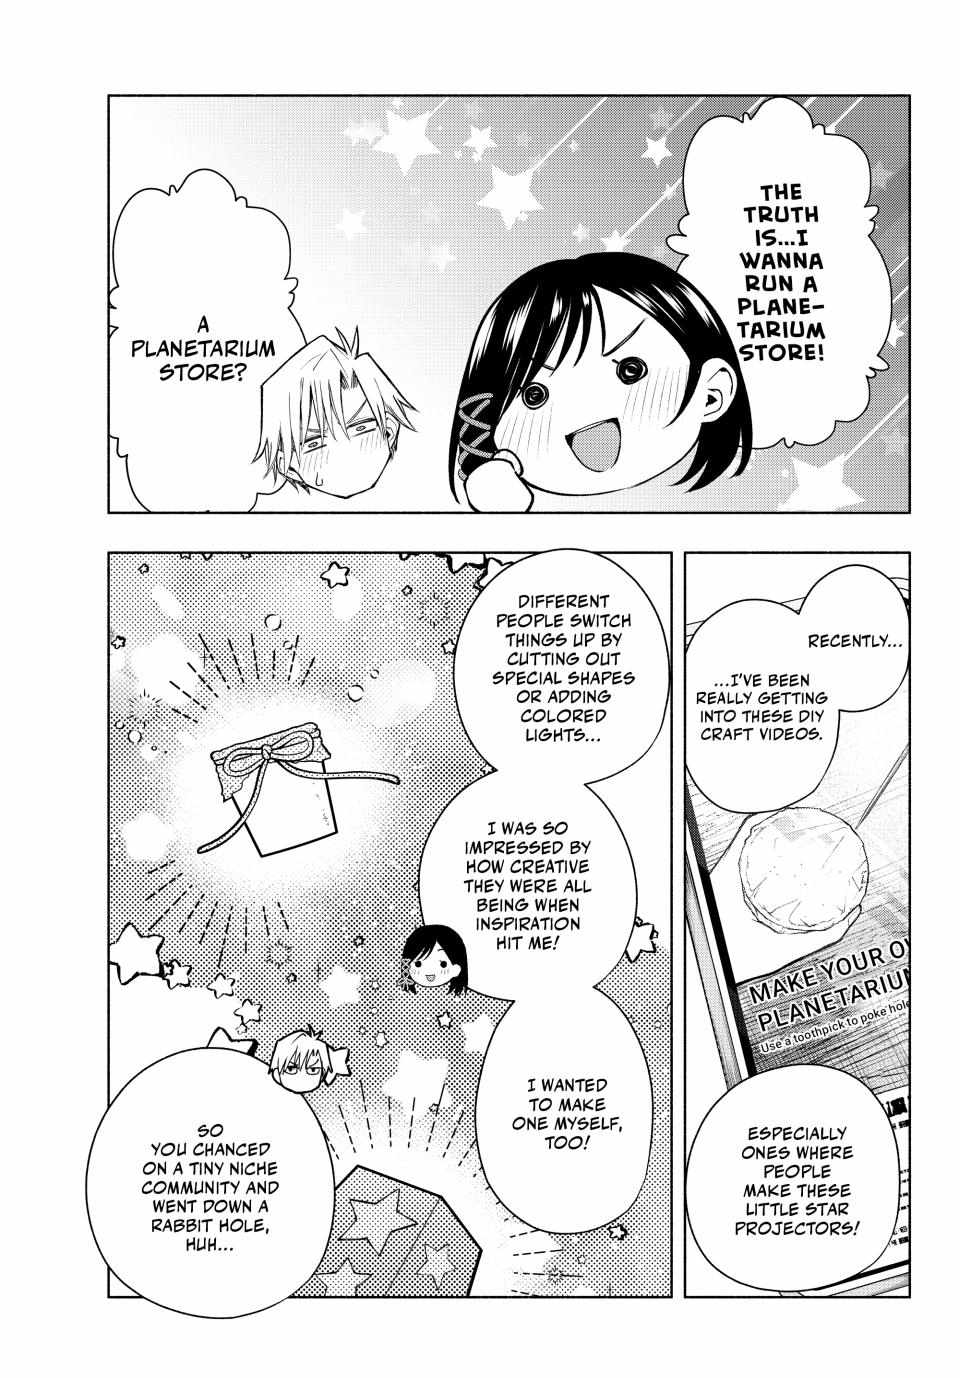 THE
TRUTH
IS...I
WANNA
RUN A
PLANE-
TARIUM
STORE!
A
PLANETARIUM
STORE?
RECENTLY...
...I'VE BEEN
REALLY GETTING
INTO THESE DIY
CRAFT VIDEOS.
MAKE YOUR
PLANETARIUM
Use a toothpick to poke
ESPECIALLY
ONES WHERE
PEOPLE
MAKE THESE
LITTLE STAR
PROJECTORS!
DIFFERENT
PEOPLE SWITCH
THINGS UP BY
CUTTING OUT
SPECIAL SHAPES
OR ADDING
COLORED
LIGHTS...
I WAS SO
IMPRESSED BY
HOW CREATIVE
THEY WERE ALL
BEING WHEN
INSPIRATION
HIT ME!
I WANTED
TO MAKE
ONE MYSELF,
TOO!
SO
YOU CHANCED
ON A TINY NICHE
COMMUNITY AND
WENT DOWN A
RABBIT HOLE,
HUH...